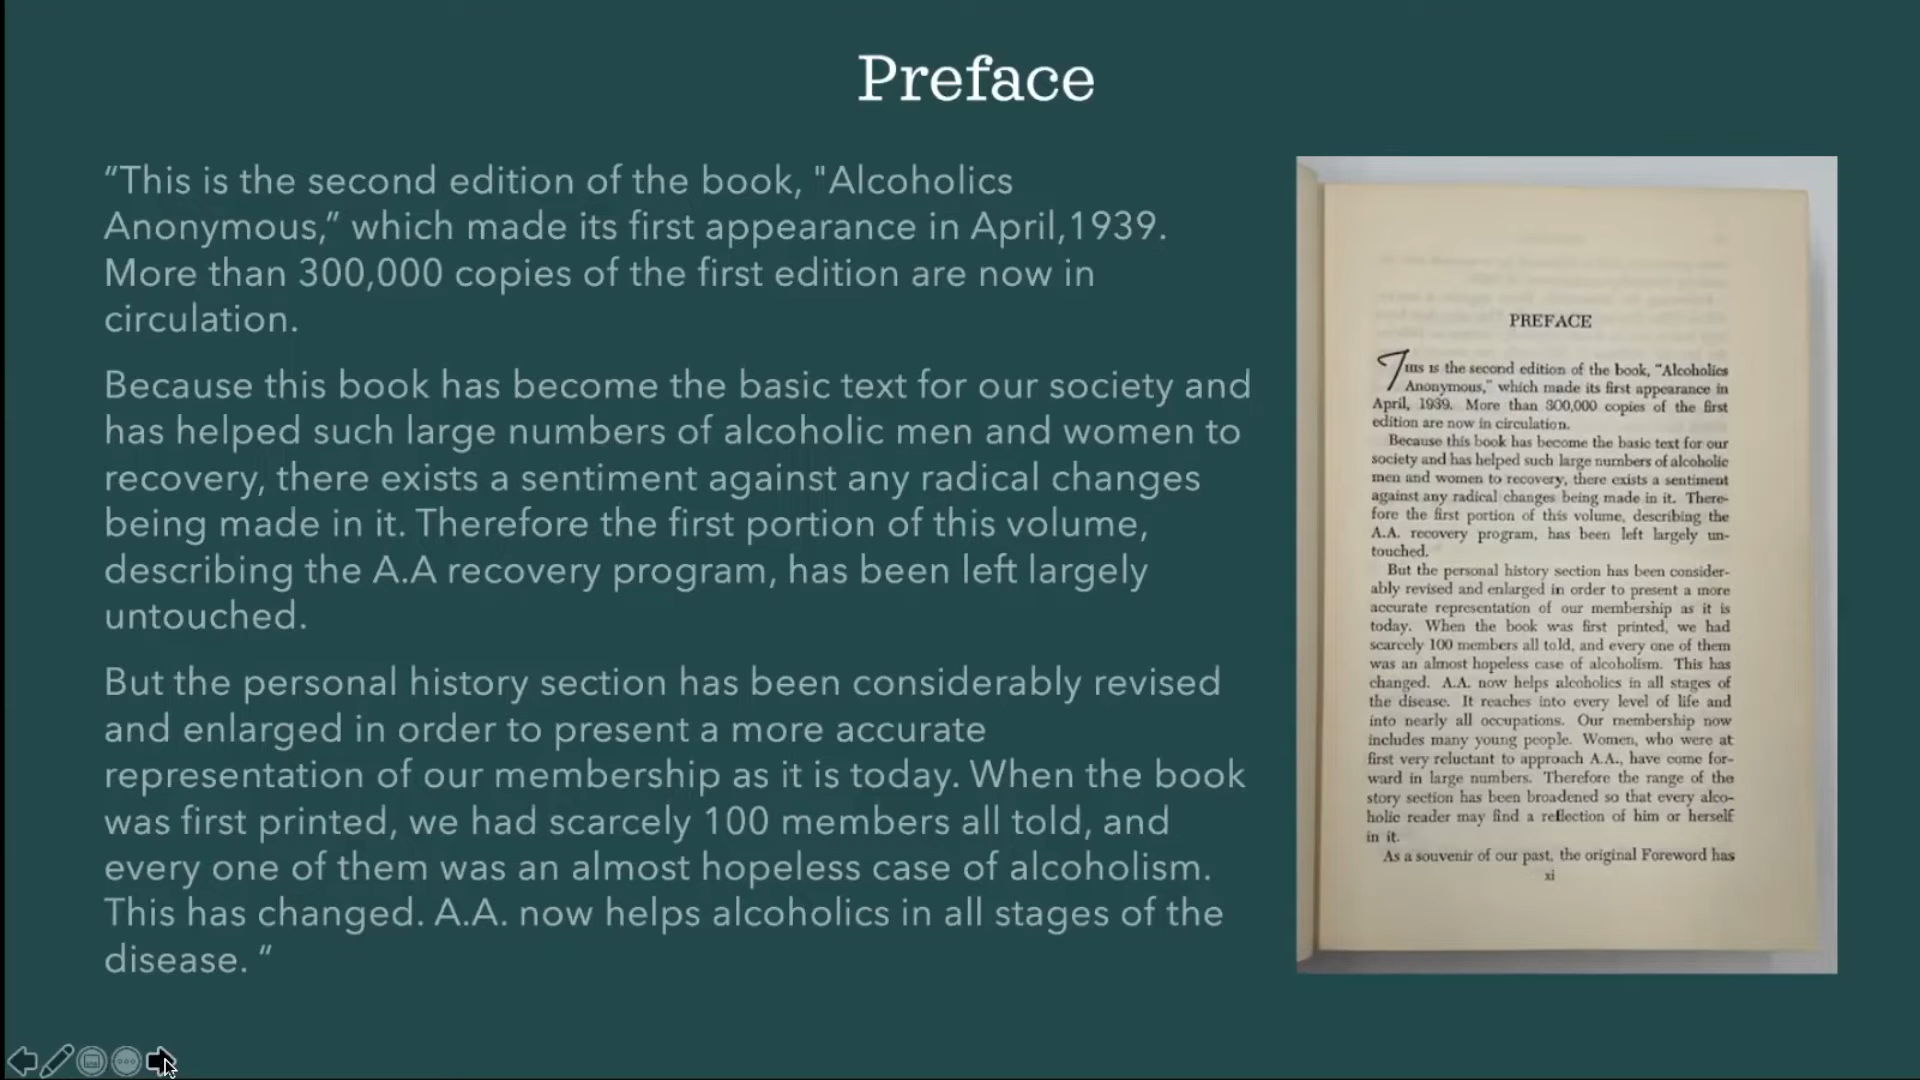 Preface
“This is the second edition of the book, "Alcoholics
Anonymous,” which made its first appearance in April,1939.
More than 300,000 copies of the first edition are now in
circulation.
Because this book has become the basic text for our society and
has helped such large numbers of alcoholic men and women to
recovery, there exists a sentiment against any radical changes
being made in it. Therefore the first portion of this volume,
describing the A.A recovery program, has been left largely
untouched.
But the personal history section has been considerably revised
and enlarged in order to present a more accurate
representation of our membership as it is today. When the book
was first printed, we had scarcely 100 members all told, and
every one of them was an almost hopeless case of alcoholism.
This has changed. A.A. now helps alcoholics in all stages of the
disease. “
PREFACE
This is the second edition of the book, “Alcoholics
Anonymous,” which made its first appearance in
April, 1939. More than 300,000 copies of the first
edition are now in circulation.
Because this book has become the basic text for our
society and has helped such large numbers of alcoholic
men and women to recovery, there exists a sentiment
against any radical changes being made in it. There-
fore the first portion of this volume, describing the
A.A. recovery program, has been left largely un-
touched.
But the personal history section has been consider-
ably revised and enlarged in order to present a more
accurate representation of our membership as it is
today. When the book was first printed, we had
scarcely 100 members all told, and every one of them
was an almost hopeless case of alcoholism. This has
changed. A.A. now helps alcoholics in all stages of
the disease. It reaches into every level of life and
into nearly all occupations. Our membership now
includes many young people. Women, who were at
first very reluctant to approach A.A., have come for-
ward in large numbers. Therefore the range of the
story section has been broadened so that every alco-
holic reader may find a reflection of him or herself
in it.
As a souvenir of our past, the original Foreword has
xi